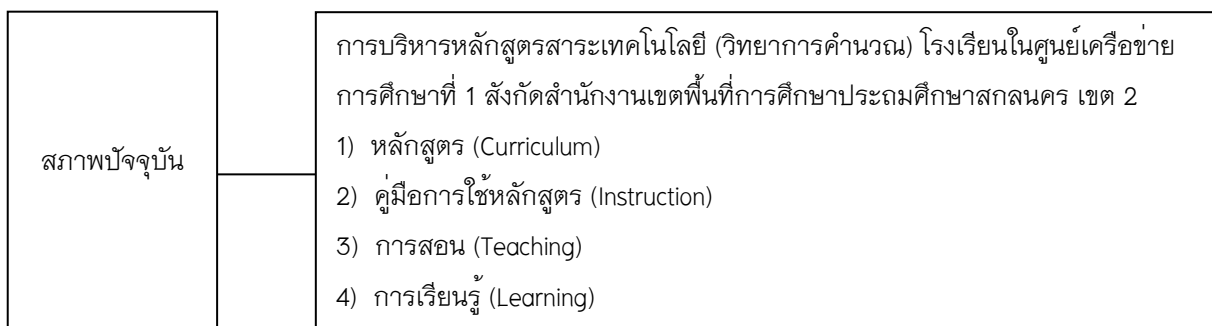 สภาพปัจจุบัน
การบริหารหลักสูตรสาระเทคโนโลยี (วิทยาการคำนวณ) โรงเรียนในศูนย์เครือข่าย
การศึกษาที่ 1 สังกัดสำนักงานเขตพื้นที่การศึกษาประถมศึกษาสกลนคร เขต 2
1) หลักสูตร (Curriculum)
2) คู่มือการใช้หลักสูตร (Instruction)
3) การสอน (Teaching)
4) การเรียนรู้ (Learning)